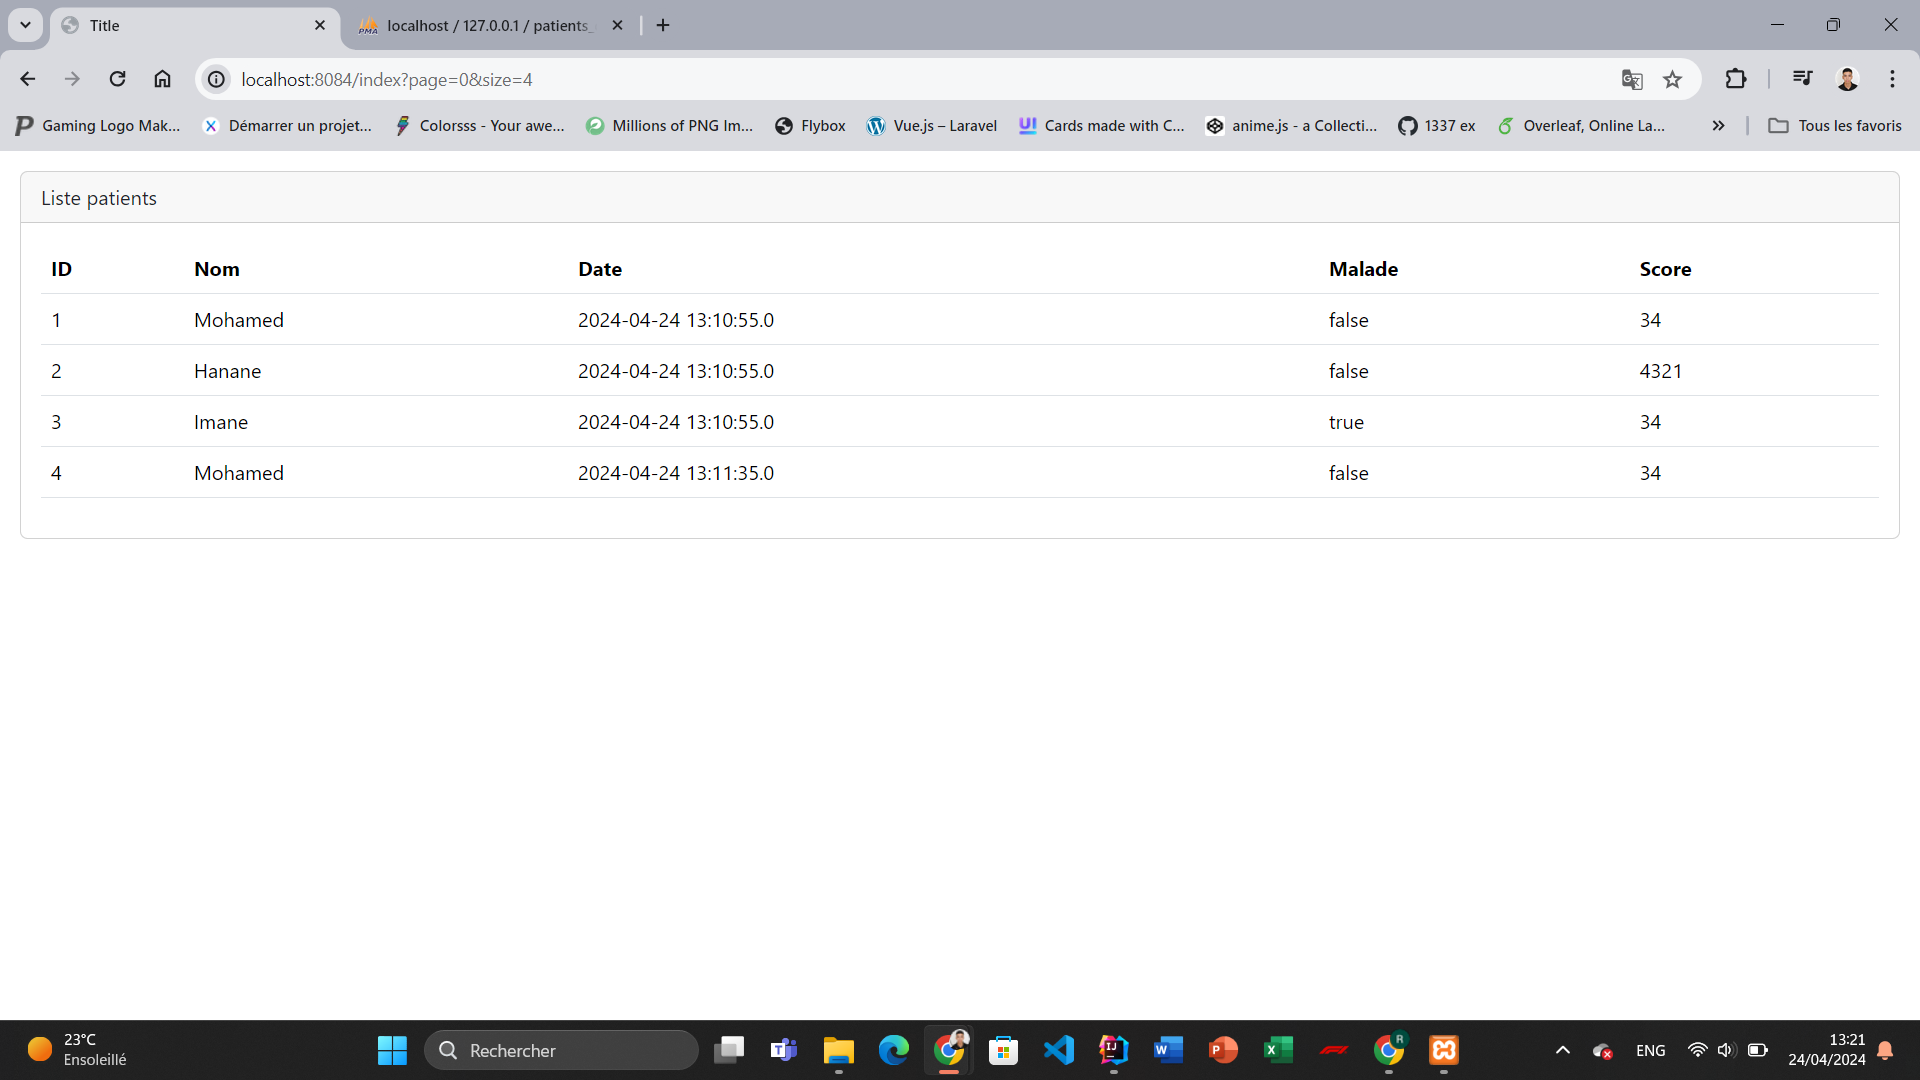 Title
localhost / 127.0.0.1 / patients_
localhost:8084/index?page=0&size=4
Gaming Logo Mak... Démarrer un projet... Colorsss - Your awe... Millions of PNG Im... Flybox Vue.js – Laravel Cards made with C... anime.js - a Collecti... 1337 ex Overleaf, Online La... Tous les favoris
Liste patients
ID Nom Date Malade Score
1 Mohamed 2024-04-24 13:10:55.0 false 34
2 Hanane 2024-04-24 13:10:55.0 false 4321
3 Imane 2024-04-24 13:10:55.0 true 34
4 Mohamed 2024-04-24 13:11:35.0 false 34
23°C
Ensoleillé
Rechercher
ENG
13:21
24/04/2024